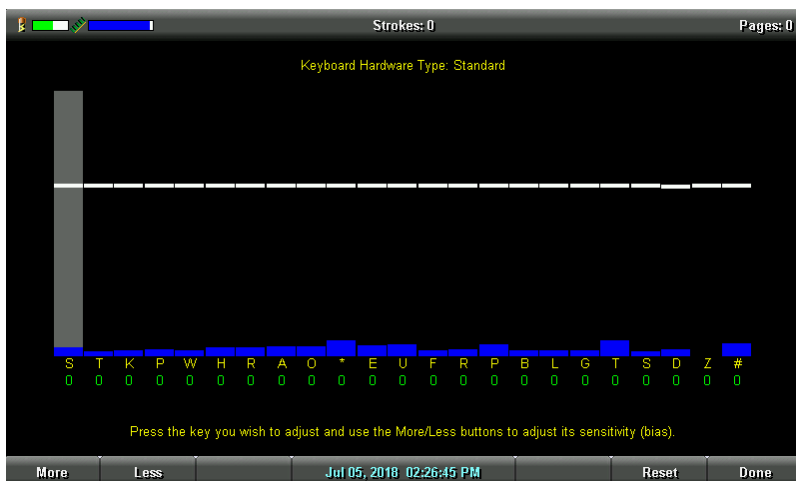 Strokes: 0 Pages: 0
Keyboard Hardware Type: Standard
S T K P W H R A O * E U F R P B L G T S D Z #
0 0 0 0 0 0 0 0 0 0 0 0 0 0 0 0 0 0 0 0 0 0 0
Press the key you wish to adjust and use the More/Less buttons to adjust its sensitivity (bias).
More Less Jul 05, 2018 02:26:45 PM Reset Done